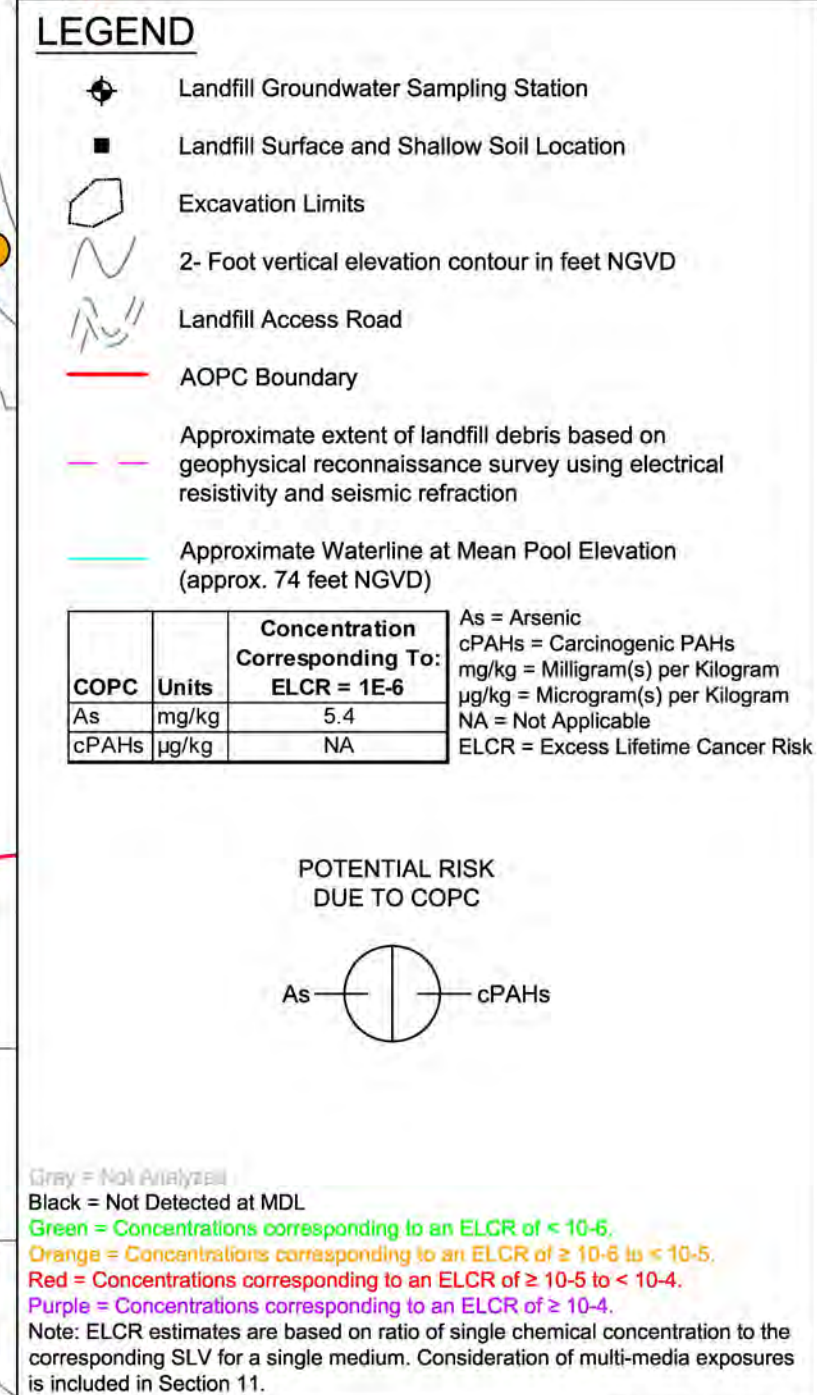 LEGEND
Landfill Groundwater Sampling Station
Landfill Surface and Shallow Soil Location
Excavation Limits
2- Foot vertical elevation contour in feet NGVD
Landfill Access Road
AOPC Boundary
Approximate extent of landfill debris based on
geophysical reconnaissance survey using electrical
resistivity and seismic refraction
Approximate Waterline at Mean Pool Elevation
(approx. 74 feet NGVD)
COPC Units Concentration
Corresponding To:
ELCR = 1E-6
As mg/kg 5.4
cPAHs µg/kg NA
As = Arsenic
cPAHs = Carcinogenic PAHs
mg/kg = Milligram(s) per Kilogram
µg/kg = Microgram(s) per Kilogram
NA = Not Applicable
ELCR = Excess Lifetime Cancer Risk
POTENTIAL RISK
DUE TO COPC
As cPAHs
Gray = Not Analyzed
Black = Not Detected at MDL
Green = Concentrations corresponding to an ELCR of < 10-6.
Orange = Concentrations corresponding to an ELCR of ≥ 10-6 to < 10-5.
Red = Concentrations corresponding to an ELCR of ≥ 10-5 to < 10-4.
Purple = Concentrations corresponding to an ELCR of ≥ 10-4.
Note: ELCR estimates are based on ratio of single chemical concentration to the
corresponding SLV for a single medium. Consideration of multi-media exposures
is included in Section 11.